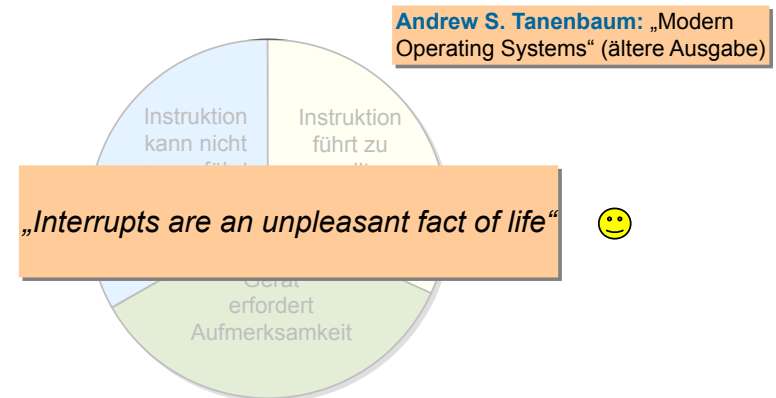 Andrew S. Tanenbaum: „Modern
Operating Systems“ (ältere Ausgabe)
Instruktion
kann nicht
Instruktion
führt zu
„Interrupts are an unpleasant fact of life“
Gerät
erfordert
Aufmerksamkeit